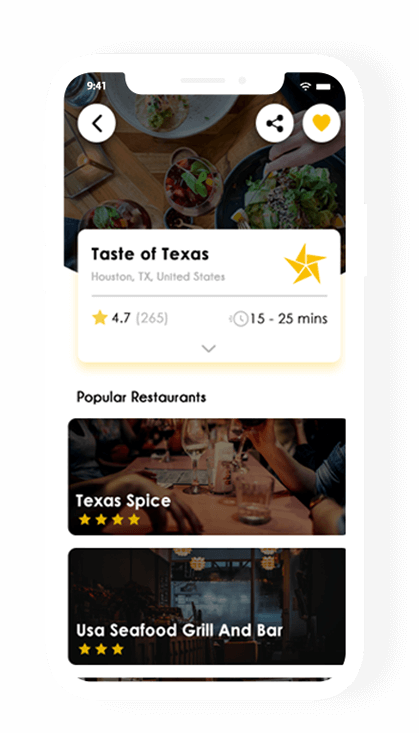 9:41
Taste of Texas
Houston, TX, United States
4.7 (265)
15 - 25 mins
Popular Restaurants
Texas Spice
Usa Seafood Grill And Bar